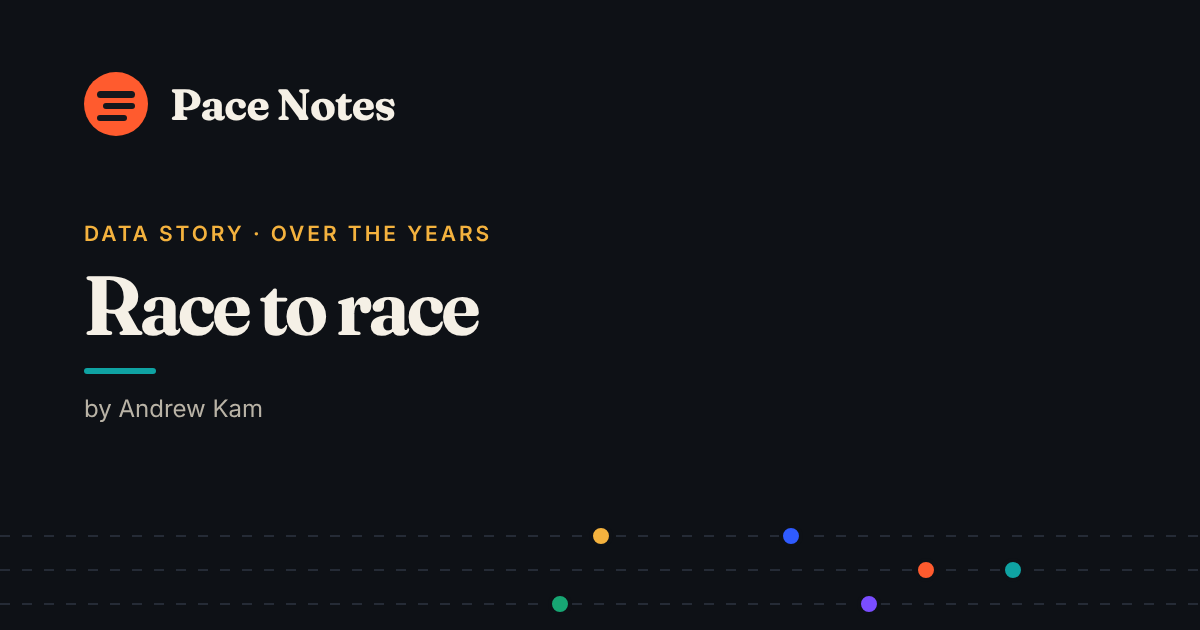 Pace Notes
DATA STORY · OVER THE YEARS
Race to race
by Andrew Kam